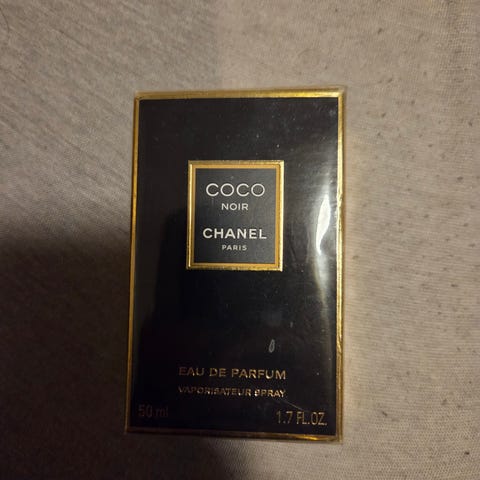 COCO
NOIR
CHANEL
PARIS
EAU DE PARFUM
VAPORISATEUR SPRAY
50 ml 1.7 FL.OZ.